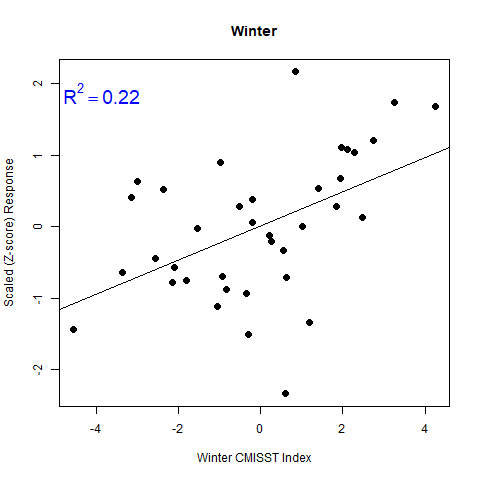 Winter
R² = 0.22
Scaled (Z-score) Response
2
1
0
-1
-2
-4 -2 0 2 4
Winter CMISST Index